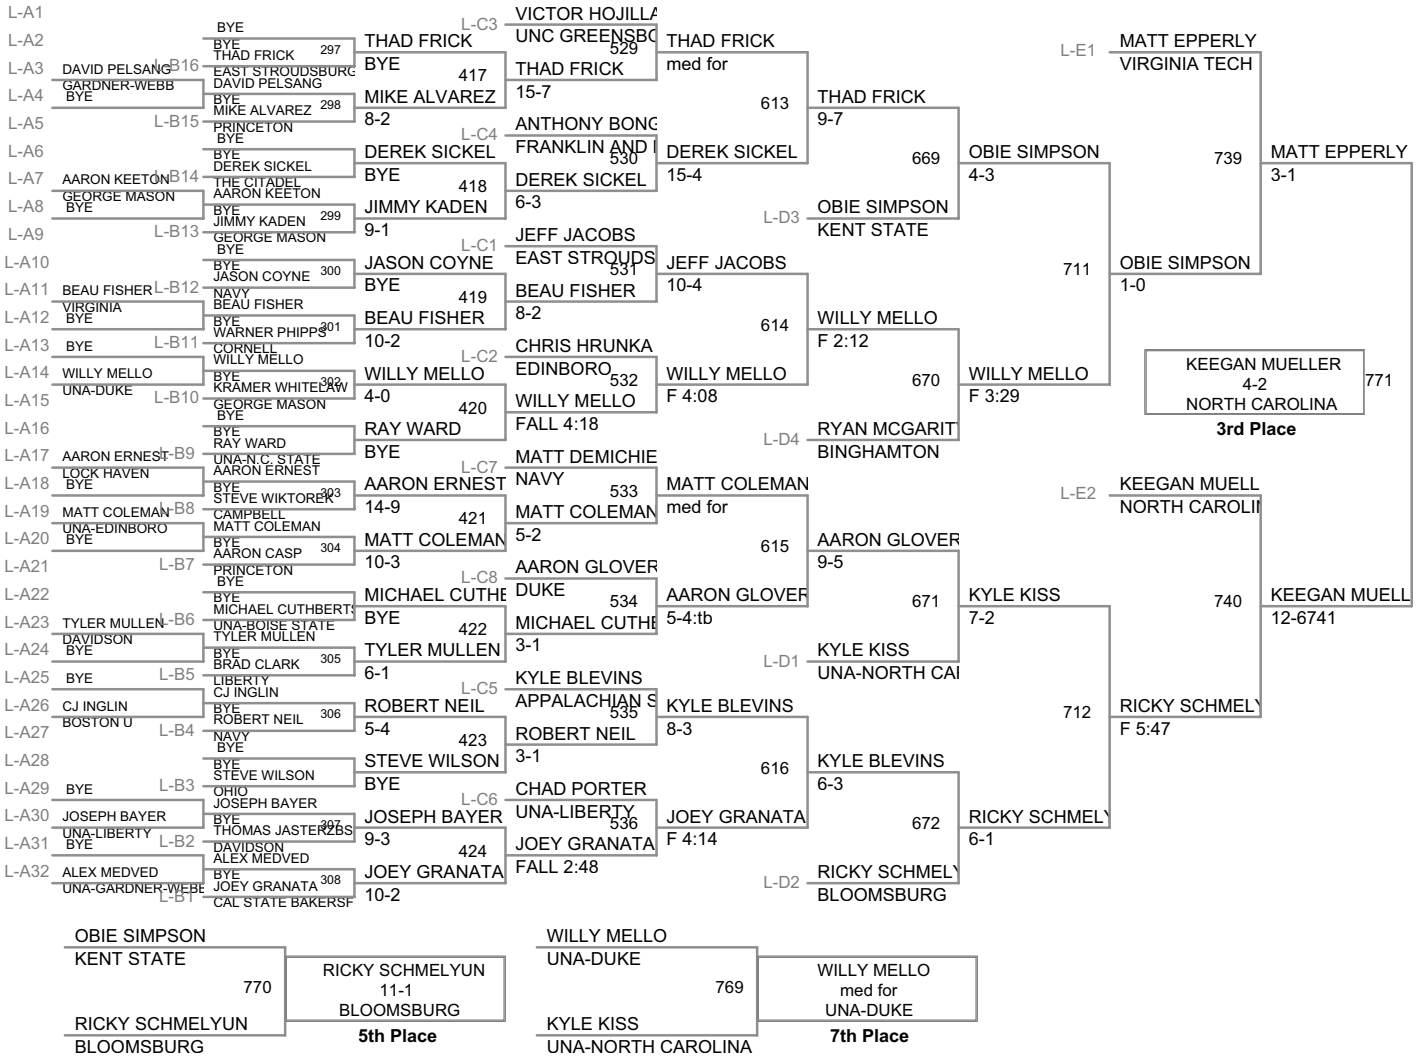 L-A1
L-A2
L-A3
L-A4
L-A5
L-A6
L-A7
L-A8
L-A9
L-A10
L-A11
L-A12
L-A13
L-A14
L-A15
L-A16
L-A17
L-A18
L-A19
L-A20
L-A21
L-A22
L-A23
L-A24
L-A25
L-A26
L-A27
L-A28
L-A29
L-A30
L-A31
L-A32
DAVID PELSANG
GARDNER-WEBB
BYE
AARON KEETON
GEORGE MASON
BYE
BEAU FISHER
VIRGINIA
BYE
BYE
WILLY MELLO
UNA-DUKE
AARON ERNEST
LOCK HAVEN
BYE
MATT COLEMAN
UNA-EDINBORO
BYE
TYLER MULLEN
DAVIDSON
BYE
BYE
CJ INGLIN
BOSTON U
BYE
JOSEPH BAYER
UNA-LIBERTY
BYE
ALEX MEDVED
UNA-GARDNER-WEBB
L-B16
L-B15
L-B14
L-B13
L-B12
L-B11
L-B10
L-B9
L-B8
L-B7
L-B6
L-B5
L-B4
L-B3
L-B2
L-B1
BYE
BYE
THAD FRICK 297
EAST STROUDSBURG
DAVID PELSANG
BYE
MIKE ALVAREZ 298
PRINCETON
BYE
BYE
DEREK SICKEL
THE CITADEL
AARON KEETON
BYE
JIMMY KADEN 299
GEORGE MASON
BYE
BYE
JASON COYNE 300
NAVY
BEAU FISHER
BYE
WARNER PHIPPS 301
CORNELL
WILLY MELLO
BYE
KRAMER WHITELAW 302
GEORGE MASON
BYE
BYE
RAY WARD
UNA-N.C. STATE
AARON ERNEST
BYE
STEVE WIKTOREK 303
CAMPBELL
MATT COLEMAN
BYE
AARON CASP 304
PRINCETON
BYE
BYE
MICHAEL CUTHBERTS
UNA-BOISE STATE
TYLER MULLEN
BYE
BRAD CLARK 305
LIBERTY
CJ INGLIN
BYE
ROBERT NEIL 306
NAVY
BYE
BYE
STEVE WILSON
OHIO
JOSEPH BAYER
BYE
THOMAS JASTERZBS 307
DAVIDSON
ALEX MEDVED
BYE
JOEY GRANATA 308
CAL STATE BAKERSF
THAD FRICK
BYE
417
MIKE ALVAREZ
8-2
DEREK SICKEL
BYE
418
JIMMY KADEN
9-1
JASON COYNE
BYE
419
BEAU FISHER
10-2
WILLY MELLO
4-0
420
RAY WARD
BYE
AARON ERNEST
14-9
421
MATT COLEMAN
10-3
MICHAEL CUTHE
BYE
422
TYLER MULLEN
6-1
ROBERT NEIL
5-4
423
STEVE WILSON
BYE
JOSEPH BAYER
9-3
424
JOEY GRANATA
10-2
L-C3
VICTOR HOJILLA
UNC GREENSBO
529
THAD FRICK
15-7
L-C4
ANTHONY BONG
FRANKLIN AND
530
DEREK SICKEL
6-3
L-C1
JEFF JACOBS
EAST STROUDS
531
BEAU FISHER
8-2
L-C2
CHRIS HRUNKA
EDINBORO
532
WILLY MELLO
FALL 4:18
L-C7
MATT DEMICHIE
NAVY
533
MATT COLEMAN
5-2
L-C8
AARON GLOVER
DUKE
534
MICHAEL CUTHE
3-1
L-C5
KYLE BLEVINS
APPALACHIAN S
535
ROBERT NEIL
3-1
L-C6
CHAD PORTER
UNA-LIBERTY
536
JOEY GRANATA
FALL 2:48
THAD FRICK
med for
613
DEREK SICKEL
15-4
JEFF JACOBS
10-4
614
WILLY MELLO
F 4:08
MATT COLEMAN
med for
615
AARON GLOVER
5-4:tb
KYLE BLEVINS
8-3
616
JOEY GRANATA
F 4:14
THAD FRICK
9-7
669
L-D3
OBIE SIMPSON
KENT STATE
WILLY MELLO
F 2:12
670
L-D4
RYAN MCGARIT
BINGHAMTON
AARON GLOVER
9-5
671
L-D1
KYLE KISS
UNA-NORTH CAI
KYLE BLEVINS
6-3
672
L-D2
RICKY SCHMELY
BLOOMSBURG
OBIE SIMPSON
4-3
711
WILLY MELLO
F 3:29
KYLE KISS
7-2
712
RICKY SCHMELY
6-1
L-E1
MATT EPPERLY
VIRGINIA TECH
739
OBIE SIMPSON
1-0
L-E2
KEEGAN MUELL
NORTH CAROLI
740
RICKY SCHMELY
F 5:47
MATT EPPERLY
3-1
KEEGAN MUELLER
4-2
NORTH CAROLINA
771
3rd Place
KEEGAN MUELL
12-6741
OBIE SIMPSON
KENT STATE
770
RICKY SCHMELYUN
BLOOMSBURG
RICKY SCHMELYUN
11-1
BLOOMSBURG
5th Place
WILLY MELLO
UNA-DUKE
769
KYLE KISS
UNA-NORTH CAROLINA
WILLY MELLO
med for
UNA-DUKE
7th Place